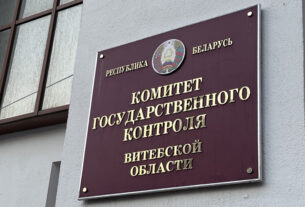 РЕСПУБЛИКА БЕЛАРУСЬ
КОМИТЕТ
ГОСУДАРСТВЕННОГО
КОНТРОЛЯ
ВИТЕБСКОЙ
ОБЛАСТИ